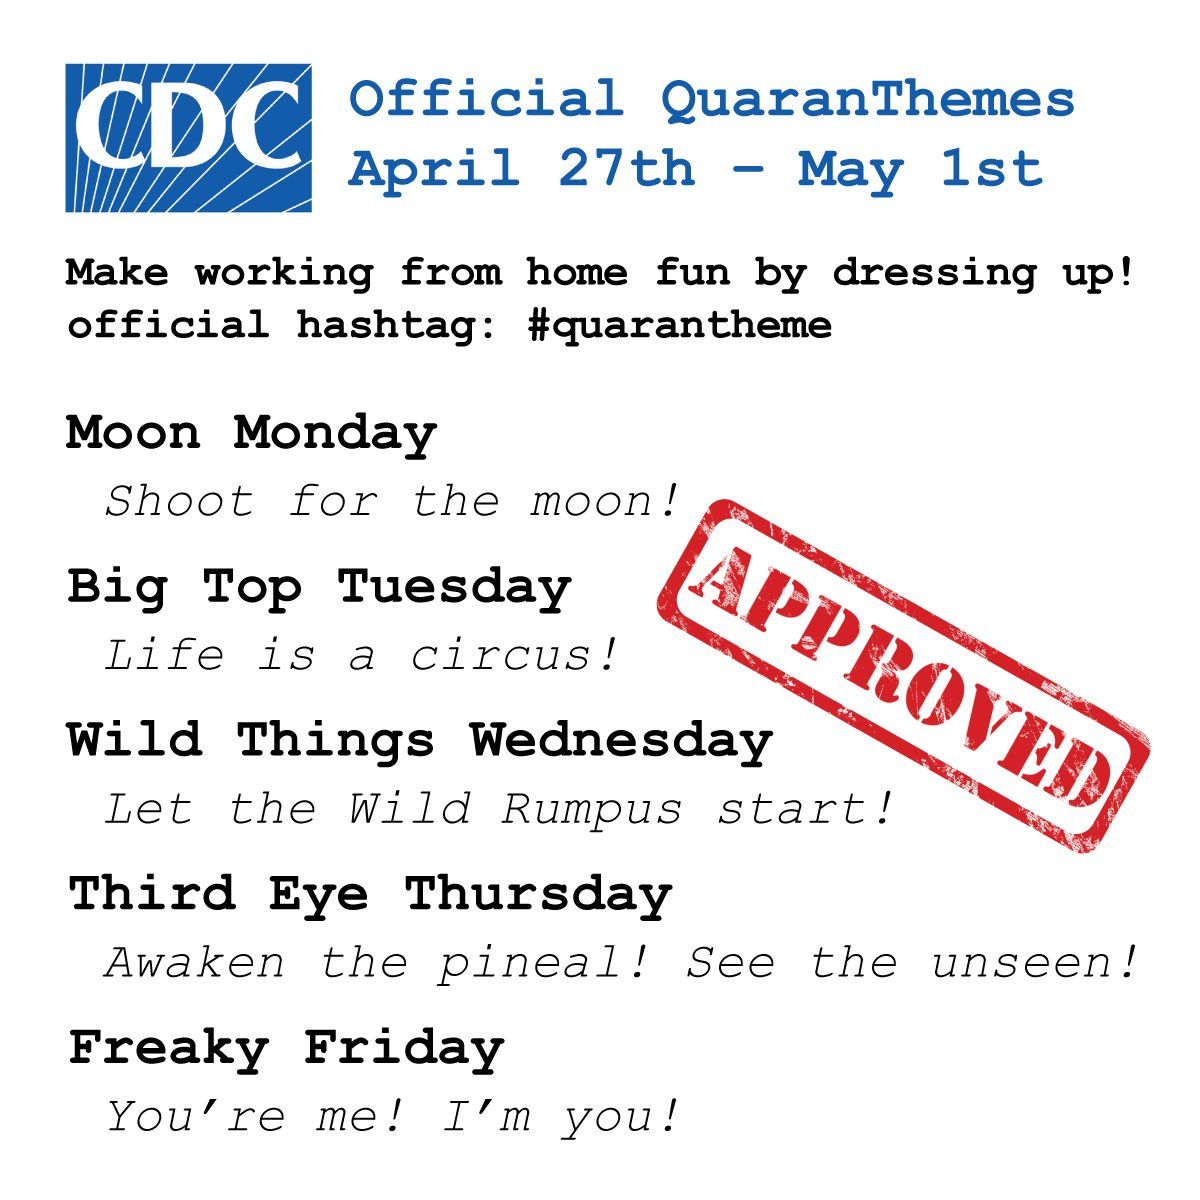 CDC
Official QuaranThemes
April 27th – May 1st
Make working from home fun by dressing up!
official hashtag: #quarantheme
Moon Monday
Shoot for the moon!
Big Top Tuesday
Life is a circus!
Wild Things Wednesday
Let the Wild Rumpus start!
Third Eye Thursday
Awaken the pineal! See the unseen!
Freaky Friday
You’re me! I’m you!
APPROVED